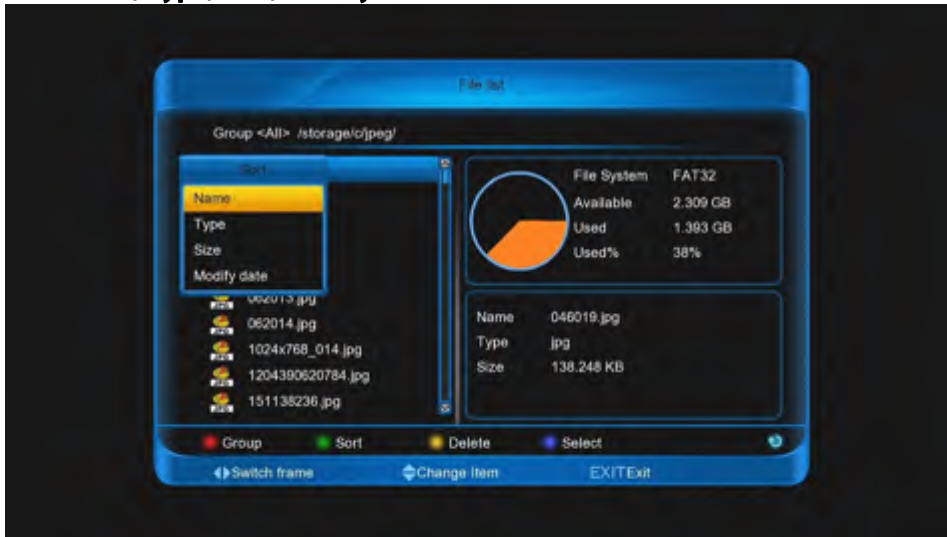 File list
Group <All> /storage/c/jpeg/
Sort
Name
Type
Size
Modify date
062013.jpg
062014.jpg
1024x768_014.jpg
1204390620784.jpg
151138236.jpg
File System FAT32
Available 2.309 GB
Used 1.393 GB
Used% 38%
Name 046019.jpg
Type jpg
Size 138.248 KB
Group Sort Delete Select
Switch frame Change Item EXITExit